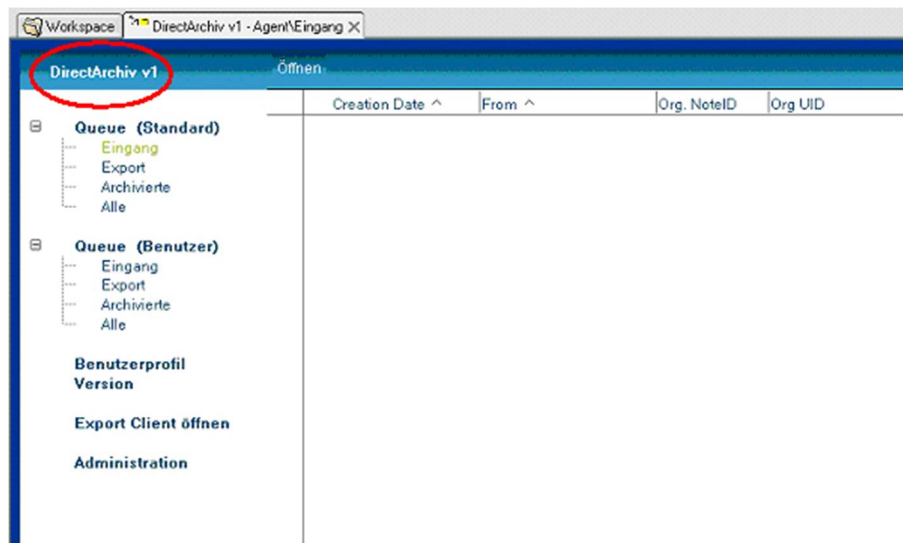 Workspace
DirectArchiv v1 - Agent\Eingang
DirectArchiv v1
Öffnen
Creation Date ^ From ^ Org. NoteID Org UID
Queue (Standard)
Eingang
Export
Archivierte
Alle
Queue (Benutzer)
Eingang
Export
Archivierte
Alle
Benutzerprofil
Version
Export Client öffnen
Administration